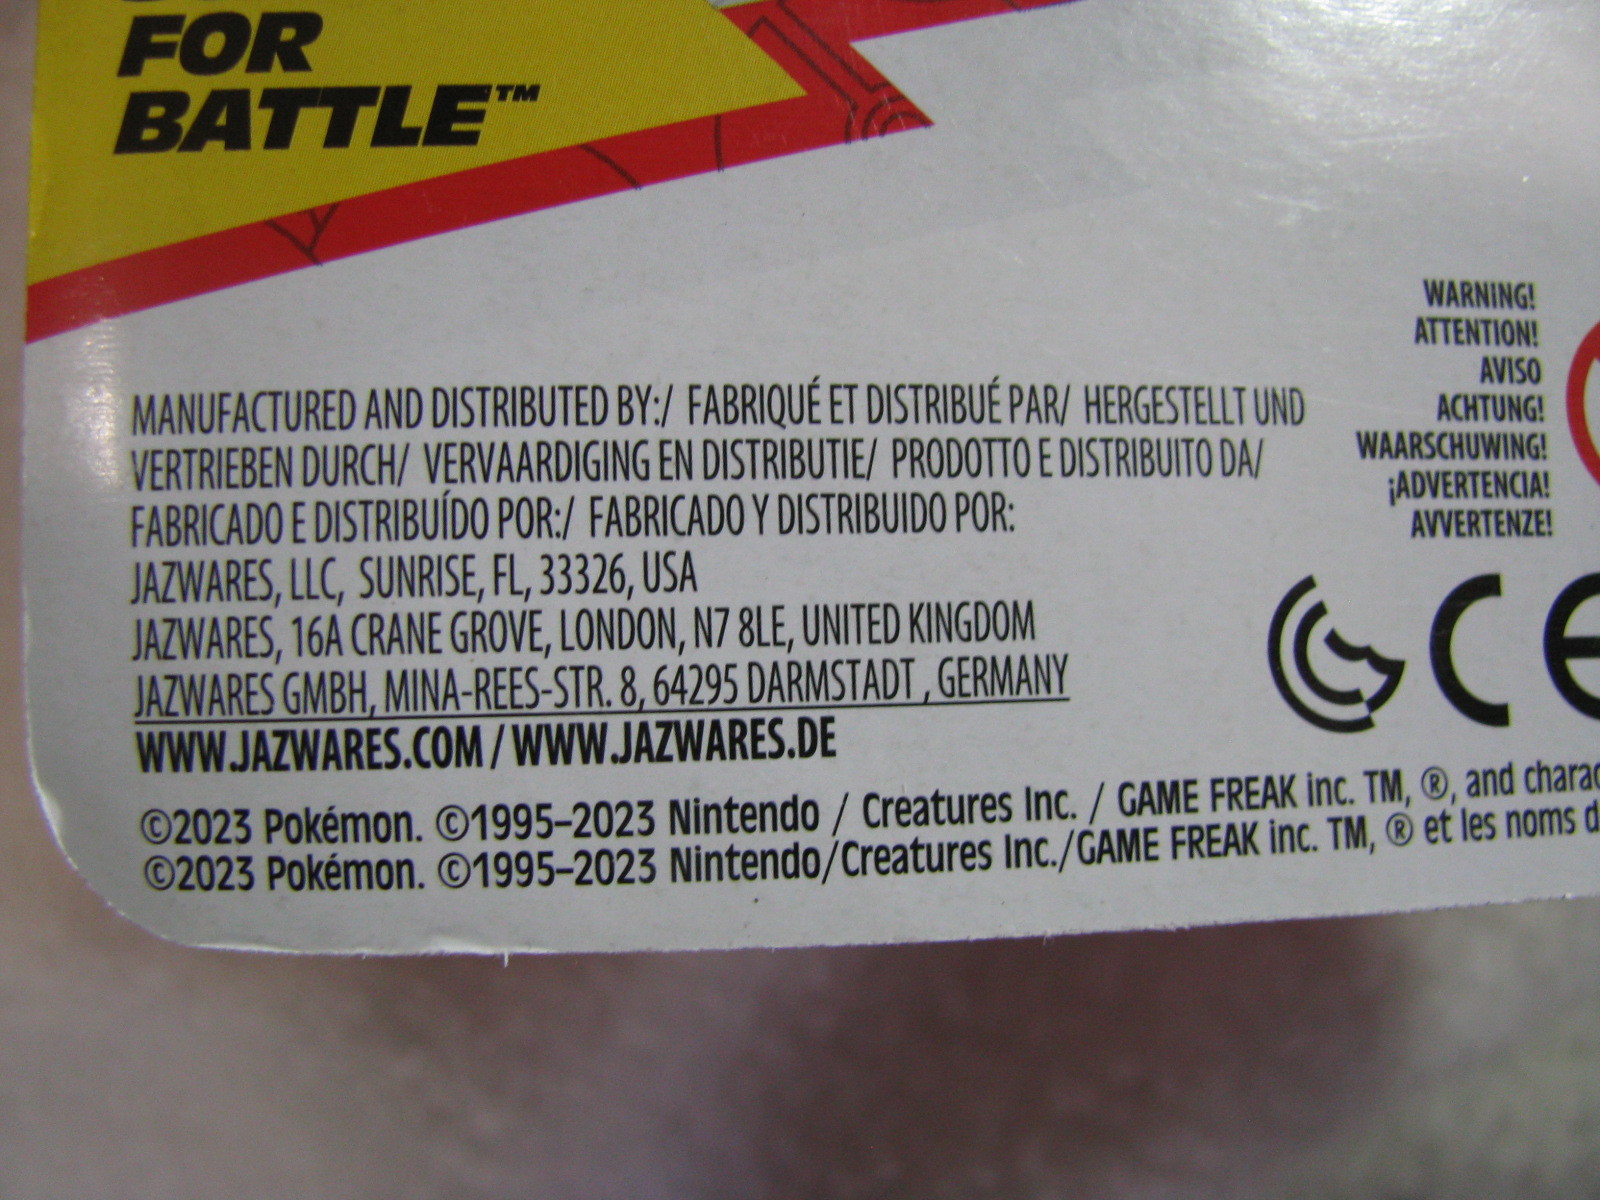 FOR
BATTLE™
WARNING!
ATTENTION!
AVISO
ACHTUNG!
WAARSCHUWING!
¡ADVERTENCIA!
AVVERTENZE!
MANUFACTURED AND DISTRIBUTED BY:/ FABRIQUÉ ET DISTRIBUÉ PAR/ HERGESTELLT UND
VERTRIEBEN DURCH/ VERVAARDIGING EN DISTRIBUTIE/ PRODOTTO E DISTRIBUITO DA/
FABRICADO E DISTRIBUÍDO POR:/ FABRICADO Y DISTRIBUIDO POR:
JAZWARES, LLC, SUNRISE, FL, 33326, USA
JAZWARES, 16A CRANE GROVE, LONDON, N7 8LE, UNITED KINGDOM
JAZWARES GMBH, MINA-REES-STR. 8, 64295 DARMSTADT , GERMANY
WWW.JAZWARES.COM / WWW.JAZWARES.DE
CE
©2023 Pokémon. ©1995–2023 Nintendo / Creatures Inc. / GAME FREAK inc. TM, ®, and
©2023 Pokémon. ©1995–2023 Nintendo/Creatures Inc./GAME FREAK inc. TM, ® et les noms